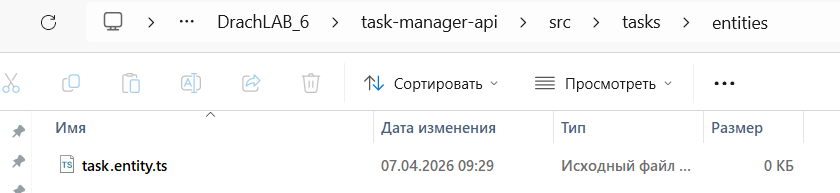 ··· DrachLAB_6 task-manager-api src tasks entities
Сортировать Просмотреть ···
Имя Дата изменения Тип Размер
TS task.entity.ts 07.04.2026 09:29 Исходный файл ... 0 КБ